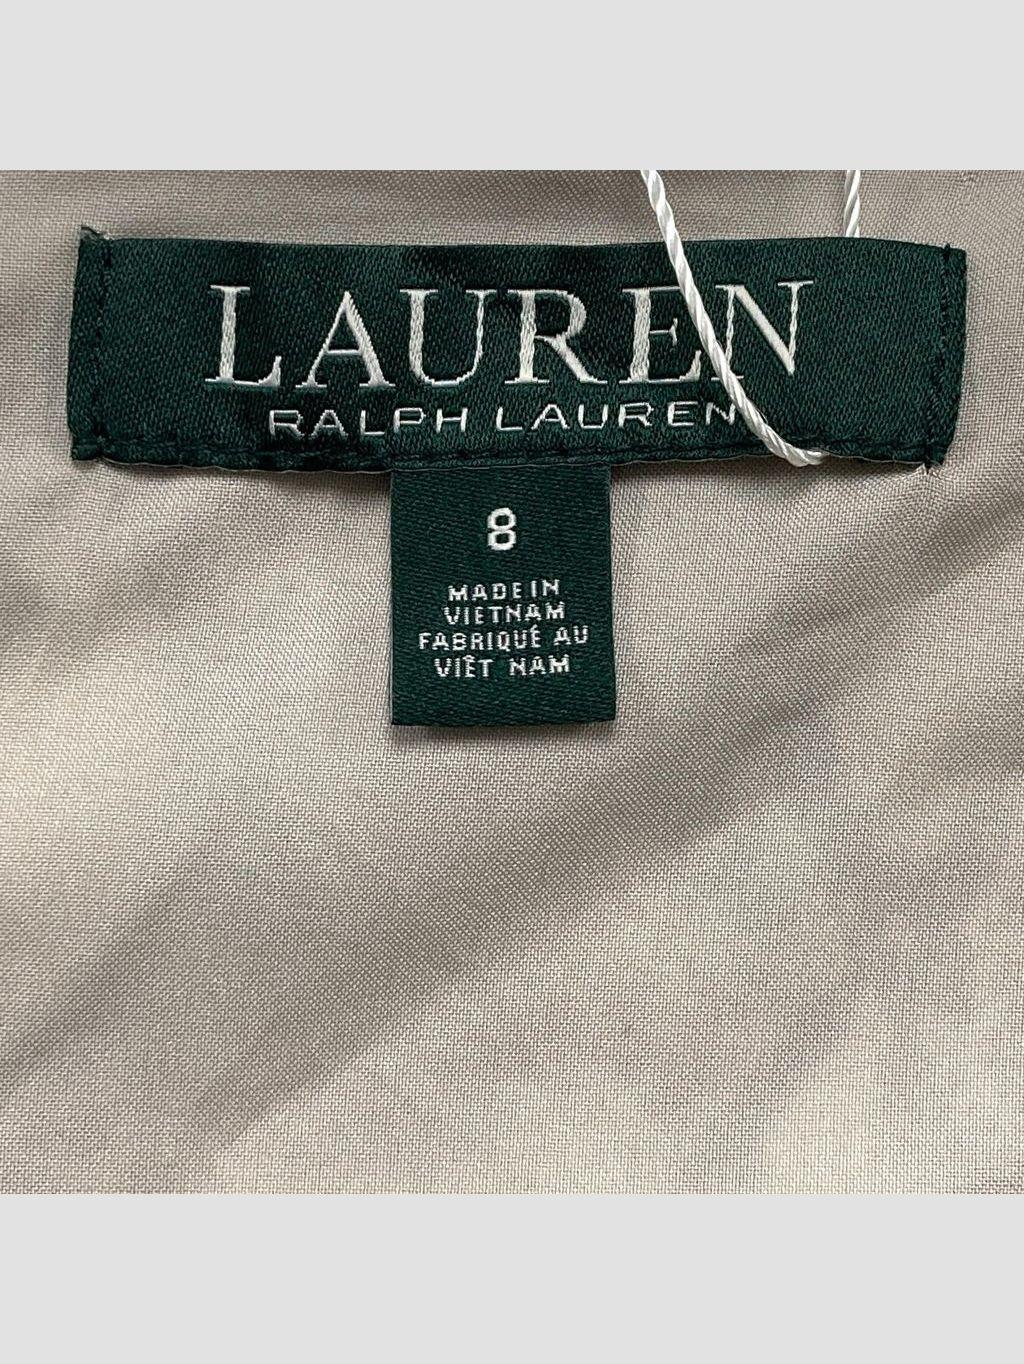 LAUREN
RALPH LAUREN
8
MADE IN
VIETNAM
FABRIQUÉ AU
VIÊT NAM